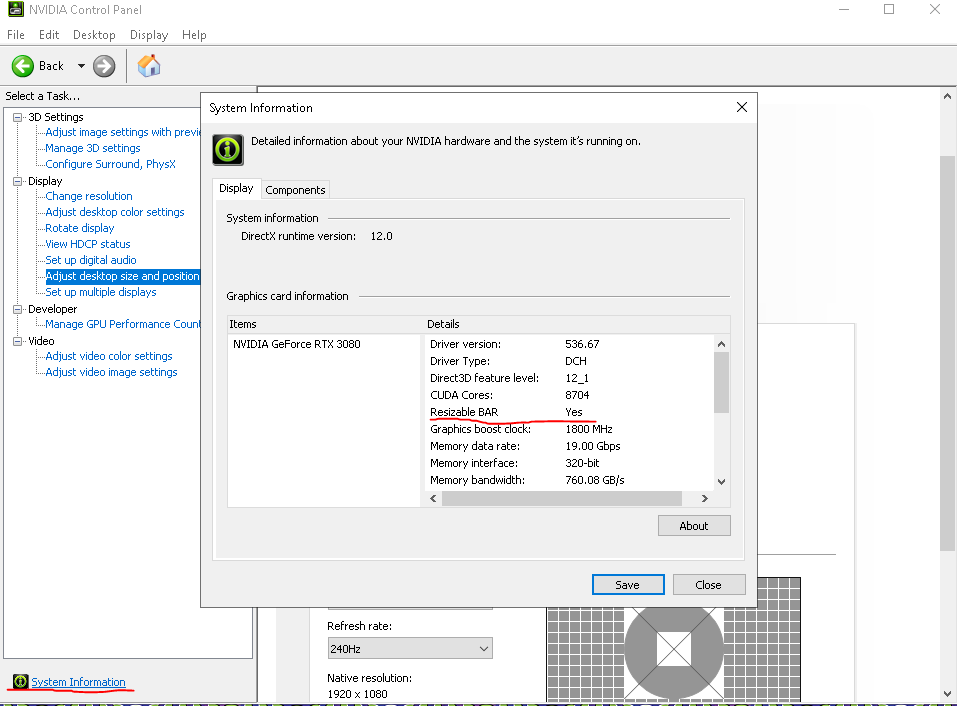 NVIDIA Control Panel
File Edit Desktop Display Help
Back
Select a Task...
3D Settings
Adjust image settings with previ
Manage 3D settings
Configure Surround, PhysX
Display
Change resolution
Adjust desktop color settings
Rotate display
View HDCP status
Set up digital audio
Adjust desktop size and position
Set up multiple displays
Developer
Manage GPU Performance Count
Video
Adjust video color settings
Adjust video image settings
System Information
System Information
Detailed information about your NVIDIA hardware and the system it's running on.
Display Components
System information
DirectX runtime version: 12.0
Graphics card information
Items Details
NVIDIA GeForce RTX 3080
Driver version: 536.67
Driver Type: DCH
Direct3D feature level: 12_1
CUDA Cores: 8704
Resizable BAR Yes
Graphics boost clock: 1800 MHz
Memory data rate: 19.00 Gbps
Memory interface: 320-bit
Memory bandwidth: 760.08 GB/s
About
Save Close
Refresh rate:
240Hz
Native resolution:
1920 x 1080